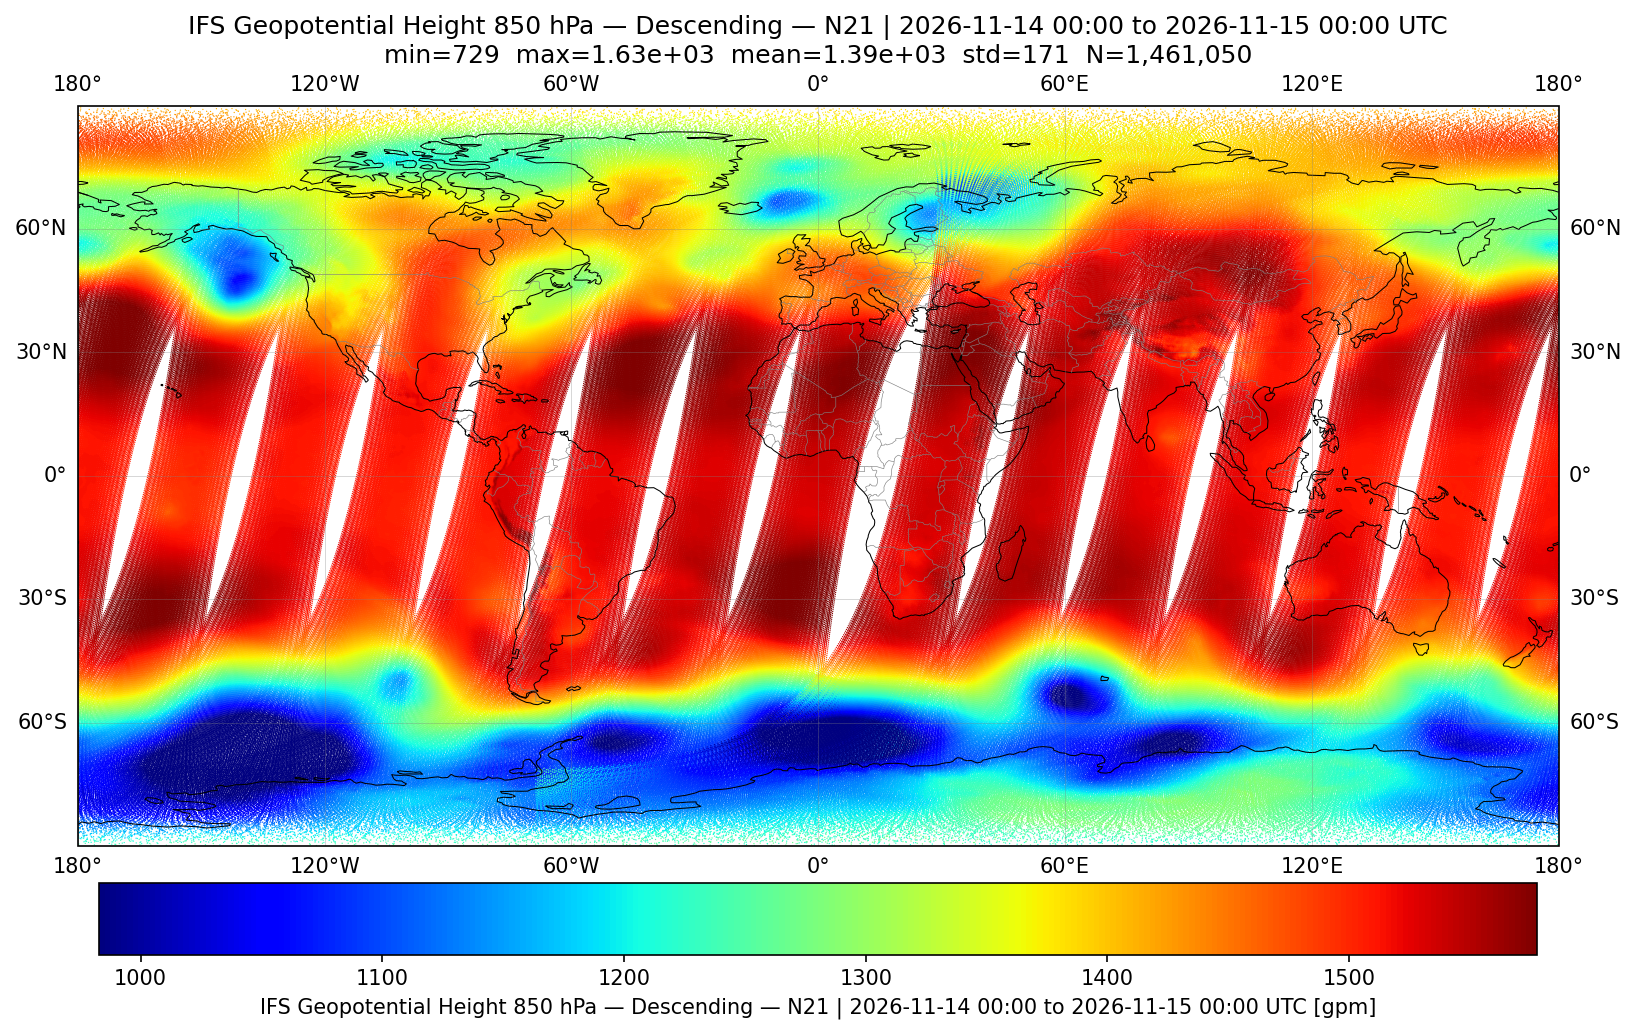 IFS Geopotential Height 850 hPa — Descending — N21 | 2026-11-14 00:00 to 2026-11-15 00:00 UTC
min=729  max=1.63e+03  mean=1.39e+03  std=171  N=1,461,050
180° 120°W 60°W 0° 60°E 120°E 180°
60°N 60°N
30°N 30°N
0° 0°
30°S 30°S
60°S 60°S
180° 120°W 60°W 0° 60°E 120°E 180°
1000 1100 1200 1300 1400 1500
IFS Geopotential Height 850 hPa — Descending — N21 | 2026-11-14 00:00 to 2026-11-15 00:00 UTC [gpm]